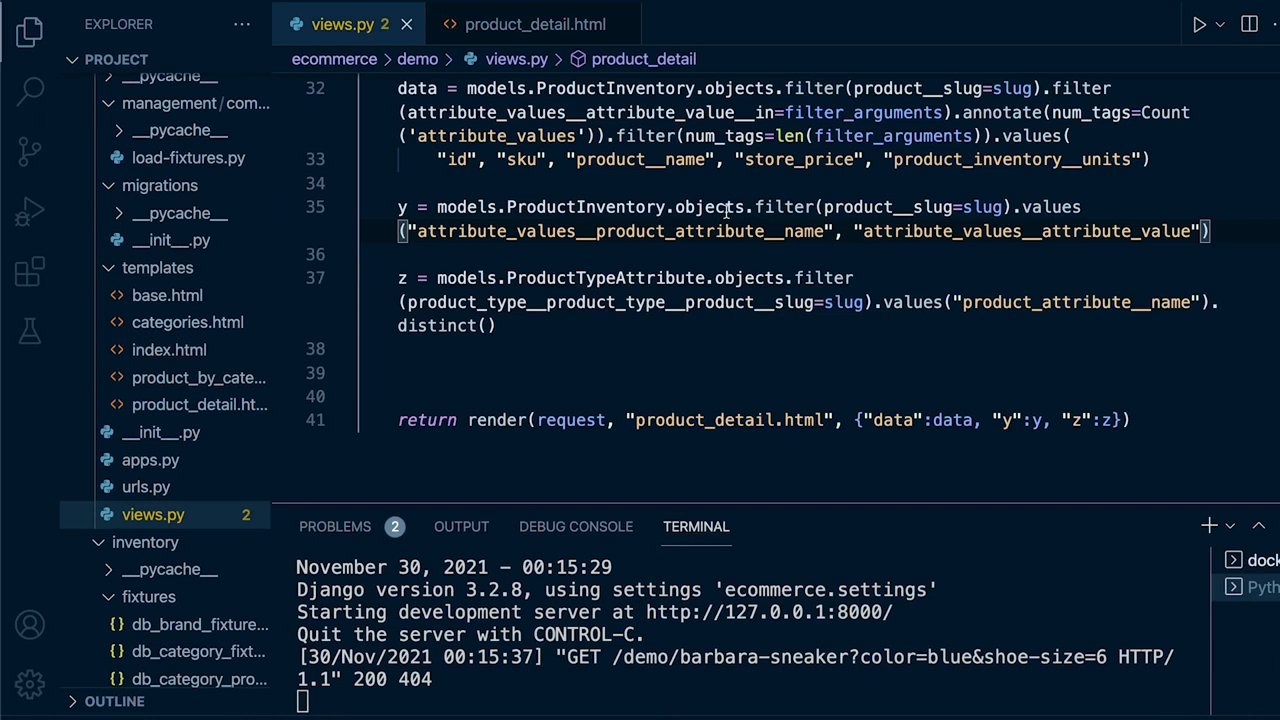 EXPLORER
PROJECT
__pycache__
management/com...
__pycache__
load-fixtures.py
migrations
__pycache__
__init__.py
templates
base.html
categories.html
index.html
product_by_cate...
product_detail.ht...
__init__.py
apps.py
urls.py
views.py 2
inventory
__pycache__
fixtures
db_brand_fixture...
db_category_fixt...
db_category_pro...
OUTLINE
views.py 2
product_detail.html
ecommerce > demo > views.py > product_detail
32 data = models.ProductInventory.objects.filter(product__slug=slug).filter
(attribute_values__attribute_value__in=filter_arguments).annotate(num_tags=Count
('attribute_values')).filter(num_tags=len(filter_arguments)).values(
33 "id", "sku", "product__name", "store_price", "product_inventory__units")
34
35 y = models.ProductInventory.objects.filter(product__slug=slug).values
("attribute_values__product_attribute__name", "attribute_values__attribute_value")
36
37 z = models.ProductTypeAttribute.objects.filter
(product_type__product_type__product__slug=slug).values("product_attribute__name").
distinct()
38
39
40
41 return render(request, "product_detail.html", {"data":data, "y":y, "z":z})
PROBLEMS 2 OUTPUT DEBUG CONSOLE TERMINAL
November 30, 2021 - 00:15:29
Django version 3.2.8, using settings 'ecommerce.settings'
Starting development server at http://127.0.0.1:8000/
Quit the server with CONTROL-C.
[30/Nov/2021 00:15:37] "GET /demo/barbara-sneaker?color=blue&shoe-size=6 HTTP/
1.1" 200 404
dock
Pyth